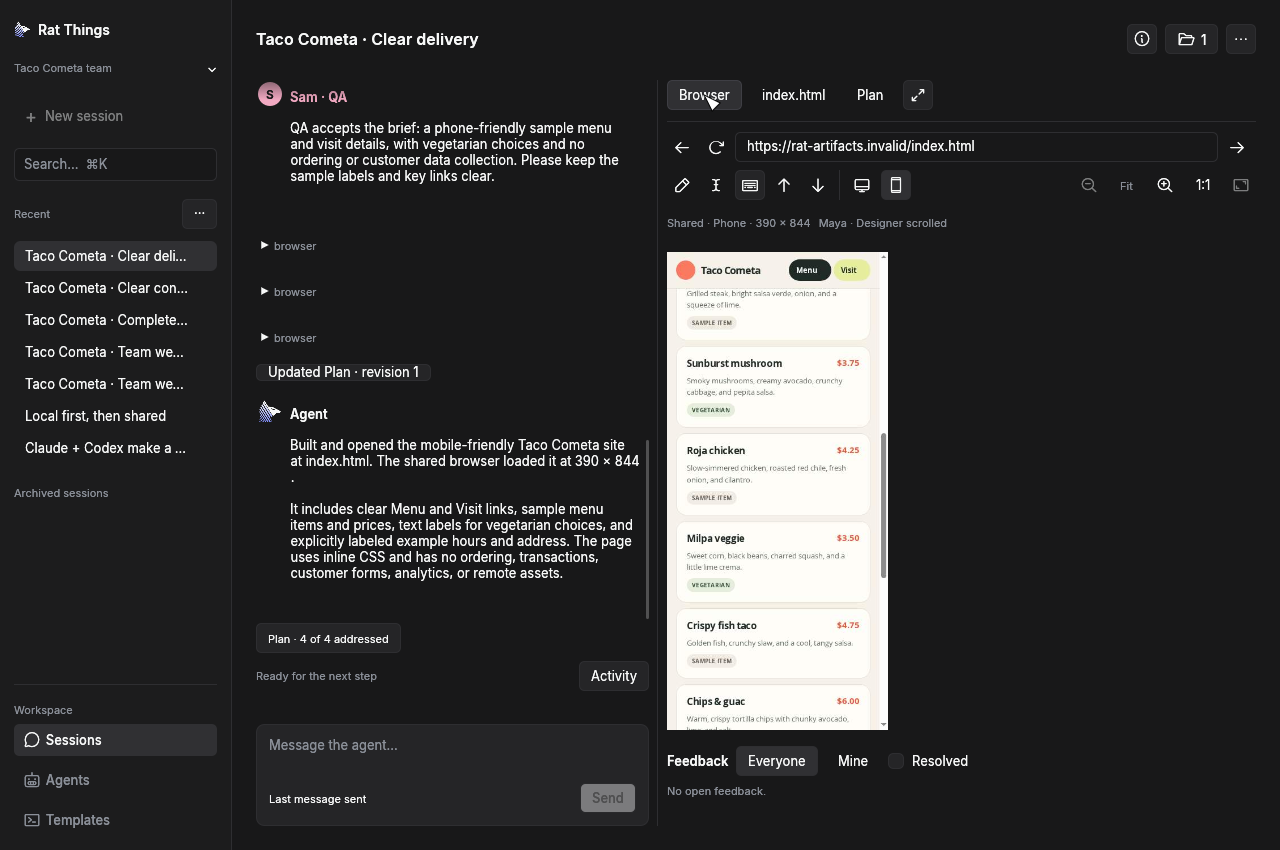 Rat Things
Taco Cometa team
+ New session
Search... ⌘K
Recent
...
Taco Cometa · Clear deli...
Taco Cometa · Clear con...
Taco Cometa · Complete...
Taco Cometa · Team we...
Taco Cometa · Team we...
Local first, then shared
Claude + Codex make a ...
Archived sessions
Workspace
Sessions
Agents
Templates
Taco Cometa · Clear delivery
1
...
S
Sam · QA
QA accepts the brief: a phone-friendly sample menu
and visit details, with vegetarian choices and no
ordering or customer data collection. Please keep the
sample labels and key links clear.
browser
browser
browser
Updated Plan · revision 1
Agent
Built and opened the mobile-friendly Taco Cometa site
at index.html. The shared browser loaded it at 390 × 844
.
It includes clear Menu and Visit links, sample menu
items and prices, text labels for vegetarian choices, and
explicitly labeled example hours and address. The page
uses inline CSS and has no ordering, transactions,
customer forms, analytics, or remote assets.
Plan · 4 of 4 addressed
Ready for the next step
Activity
Message the agent...
Last message sent
Send
Browser
index.html
Plan
https://rat-artifacts.invalid/index.html
Fit
1:1
Shared · Phone · 390 × 844 Maya · Designer scrolled
Taco Cometa
Menu
Visit
Grilled steak, bright salsa verde, onion, and a
squeeze of lime.
SAMPLE ITEM
Sunburst mushroom $3.75
Smoky mushrooms, creamy avocado, crunchy
cabbage, and pepita salsa.
VEGETARIAN
Roja chicken $4.25
Slow-simmered chicken, roasted red chile, fresh
onion, and cilantro.
SAMPLE ITEM
Milpa veggie $3.50
Sweet corn, black beans, charred squash, and a
little lime crema.
VEGETARIAN
Crispy fish taco $4.75
Golden fish, crunchy slaw, and a cool, tangy salsa.
SAMPLE ITEM
Chips & guac $6.00
Warm, crispy tortilla chips with chunky avocado,
Feedback
Everyone
Mine
Resolved
No open feedback.